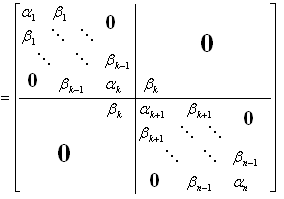 α₁ β₁ 0
β₁ ⋱ ⋱ 0
⋱ ⋱ βₖ₋₁
= 0 βₖ₋₁ αₖ βₖ
βₖ αₖ₊₁ βₖ₊₁ 0
βₖ₊₁ ⋱ ⋱
0 ⋱ ⋱ βₙ₋₁
0 βₙ₋₁ αₙ